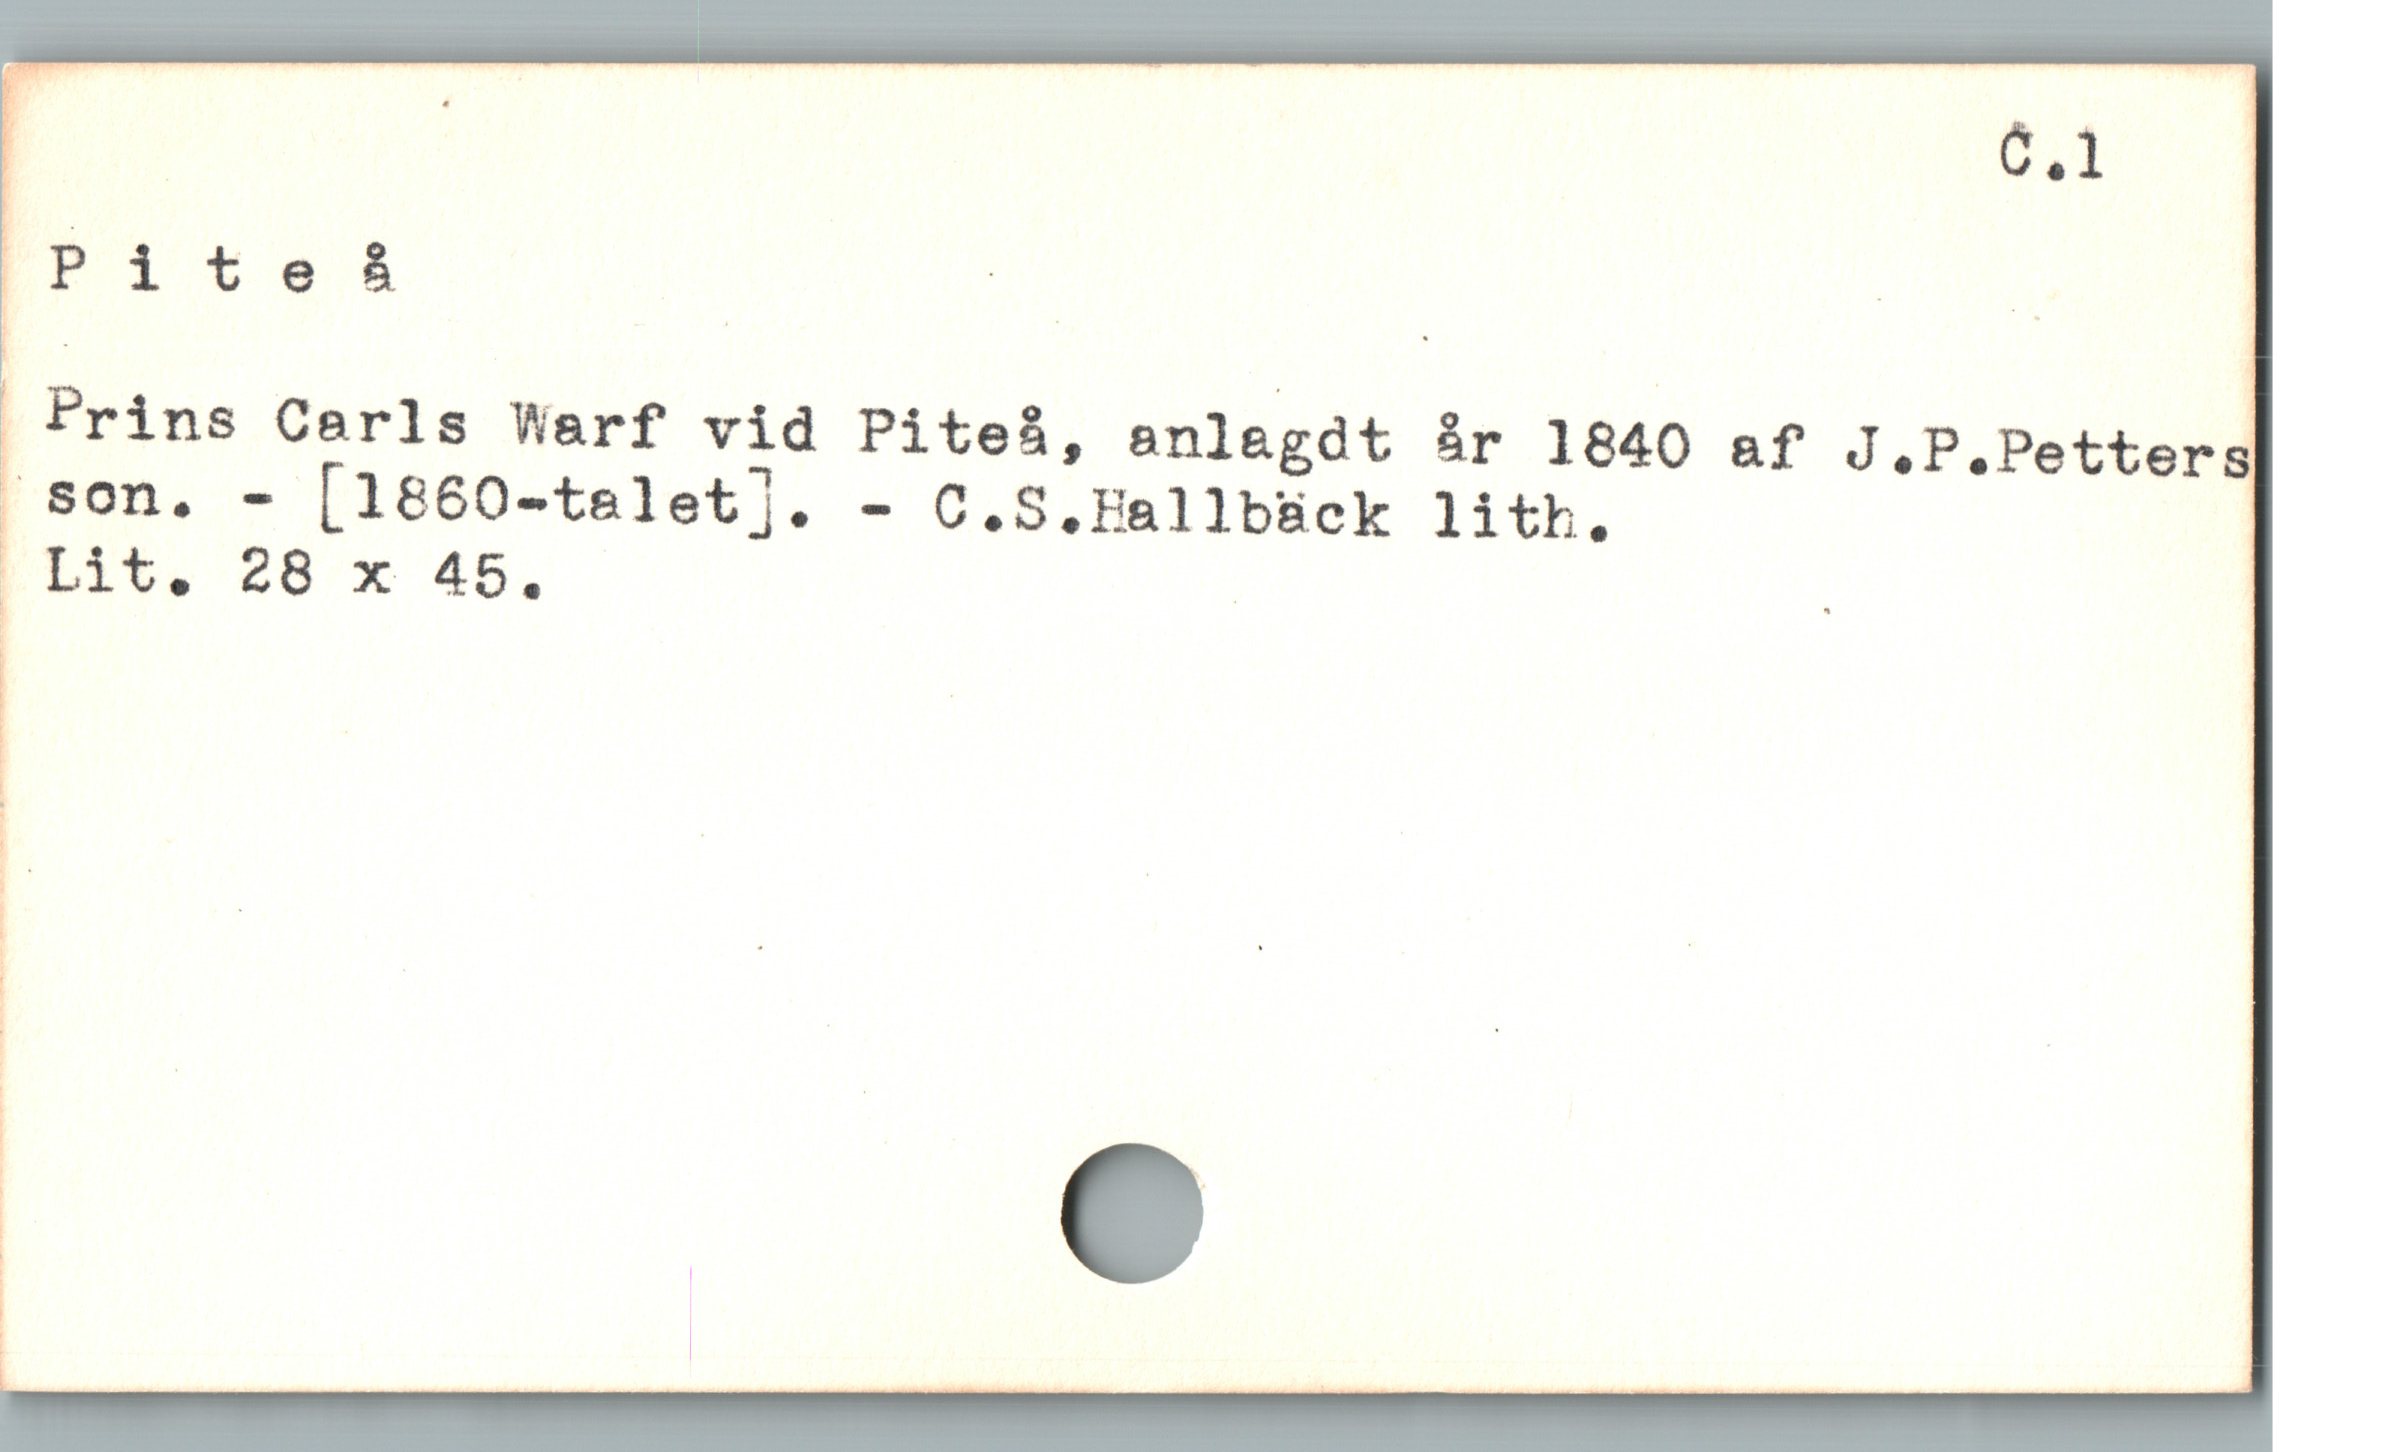 C.1
P i t e å
Prins Carls Warf vid Piteå, anlagdt år 1840 af J.P.Petters
son. - [1860-talet]. - C.S.Hallbäck lith.
Lit. 28 x 45.